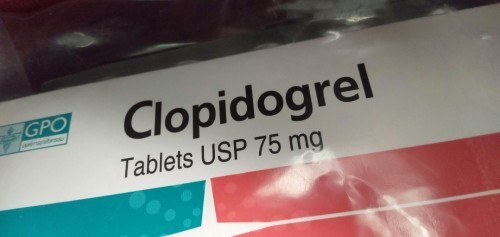 GPO
Clopidogrel
Tablets USP 75 mg